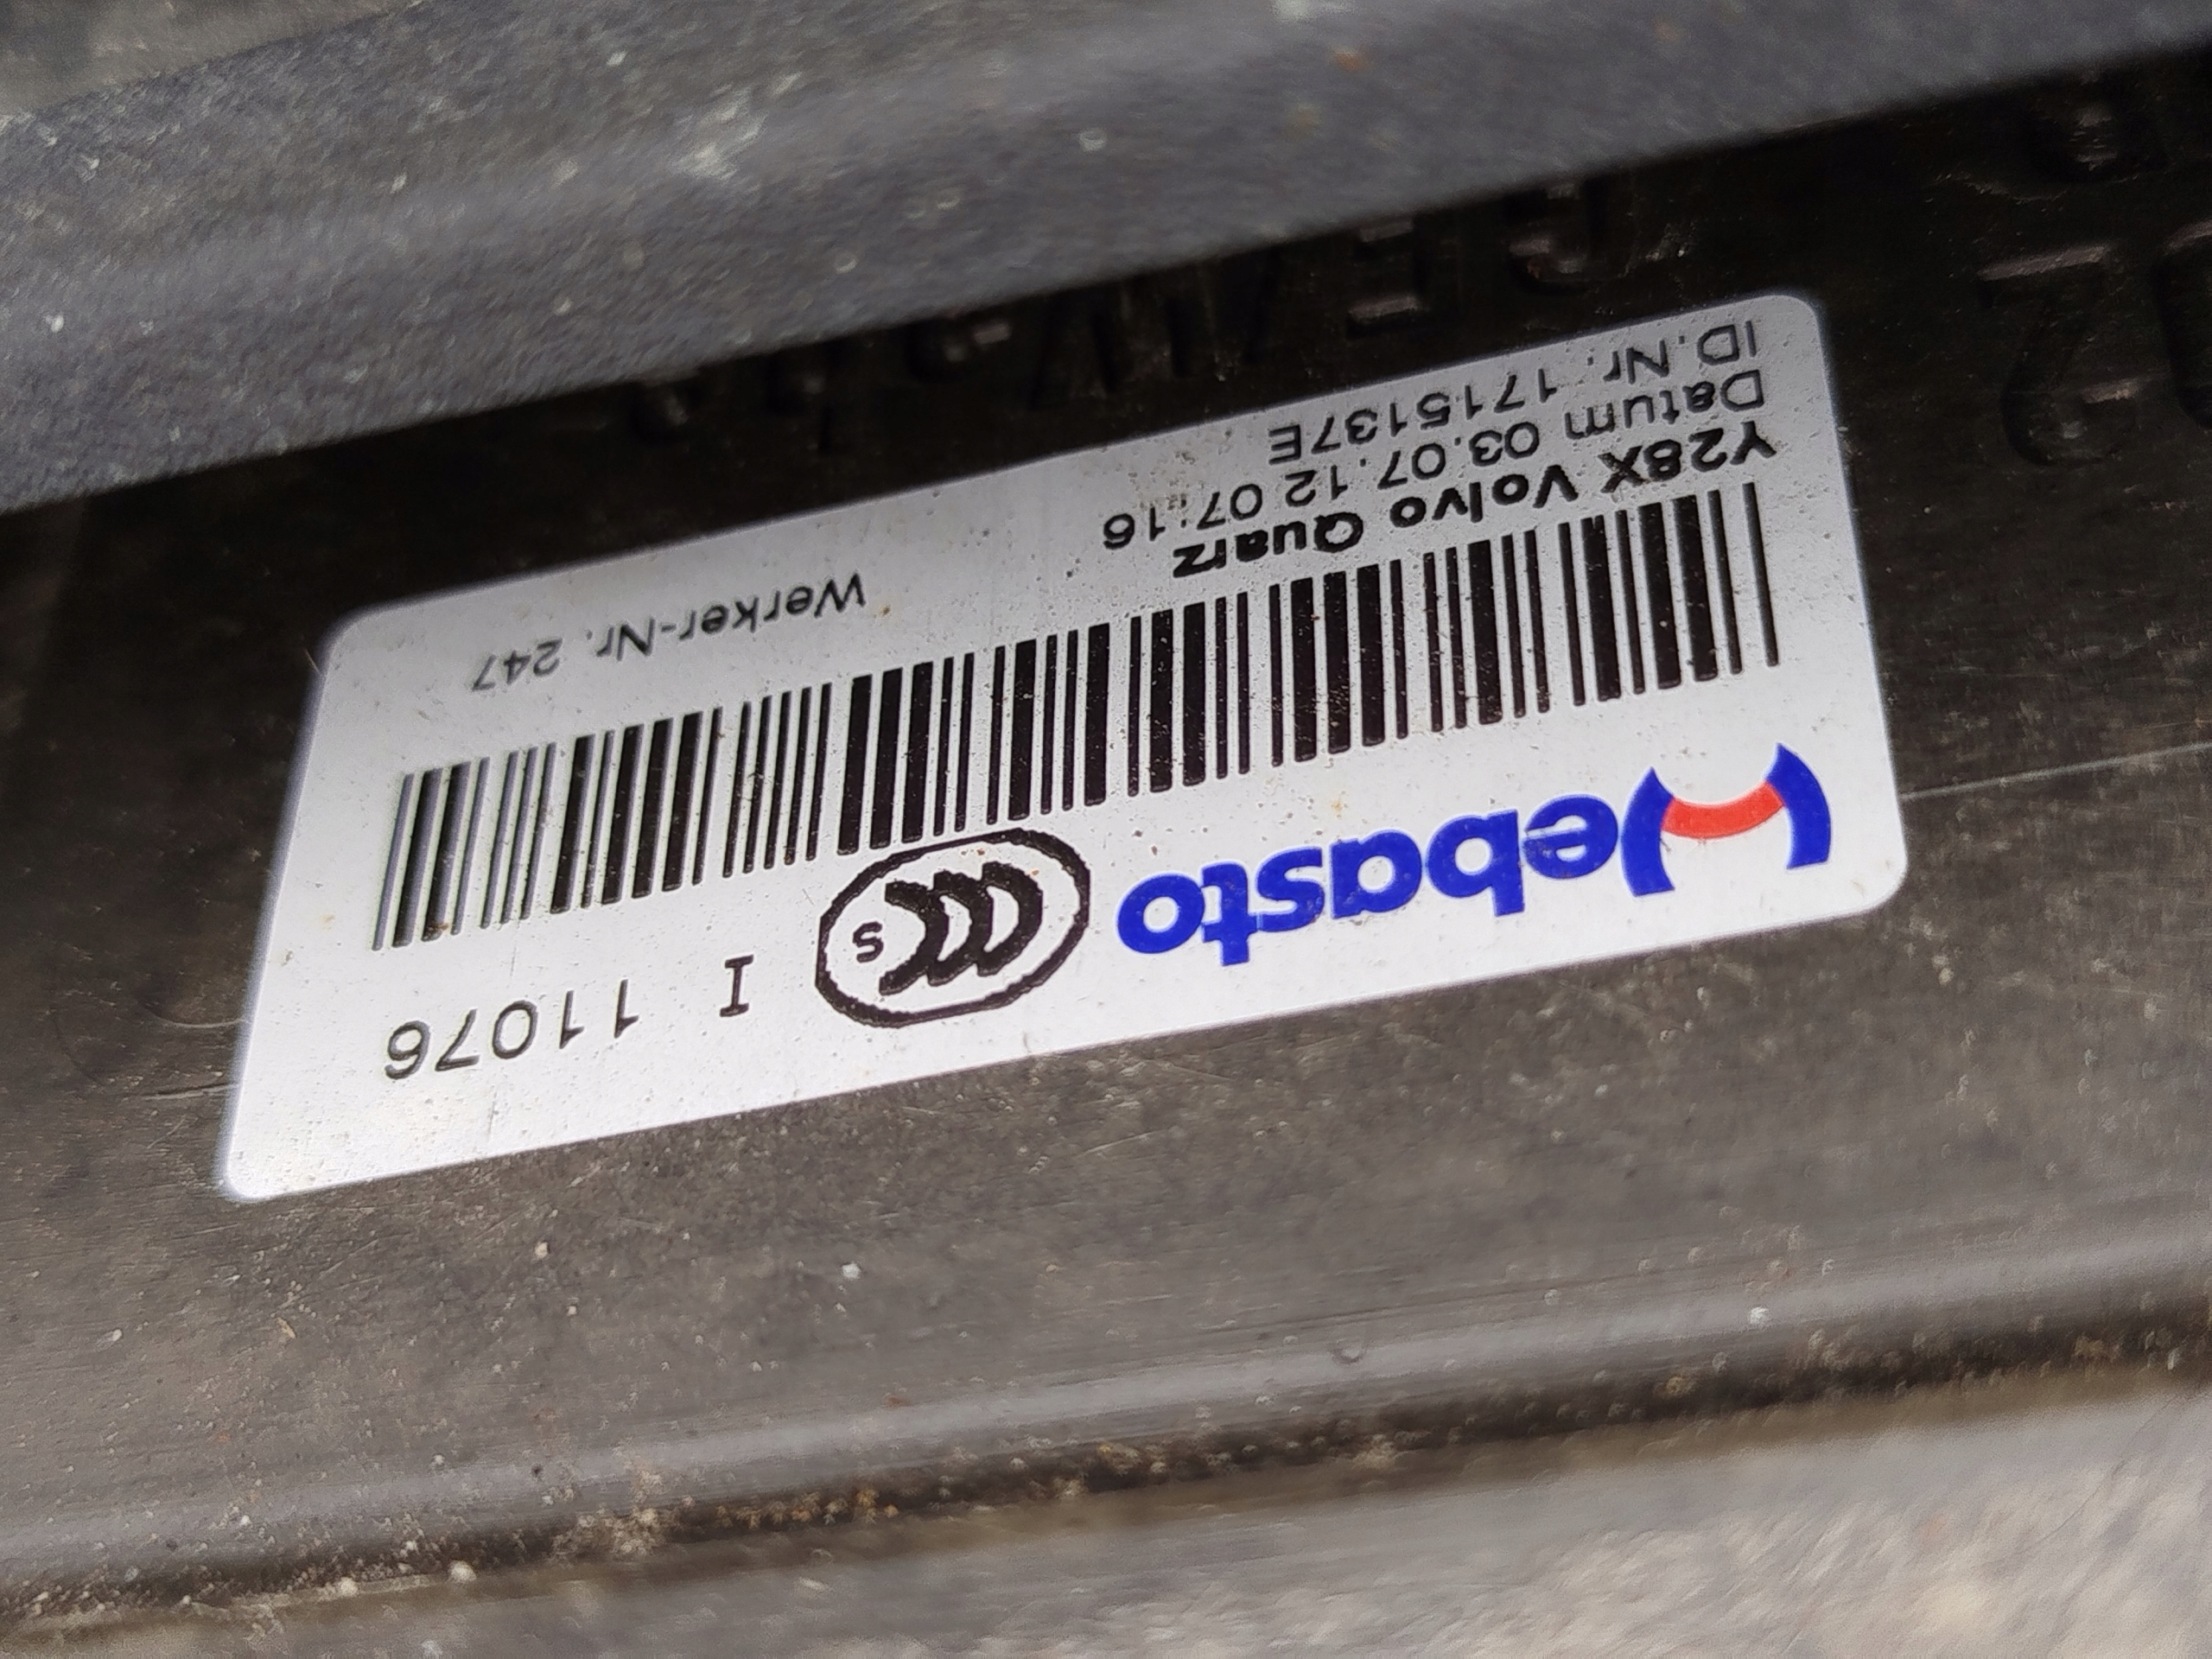 Webasto
S
I 11076
Y28X Volvo Quarz
Datum 03.07.12 07:16
Werker-Nr. 247
ID.Nr. 1715137E